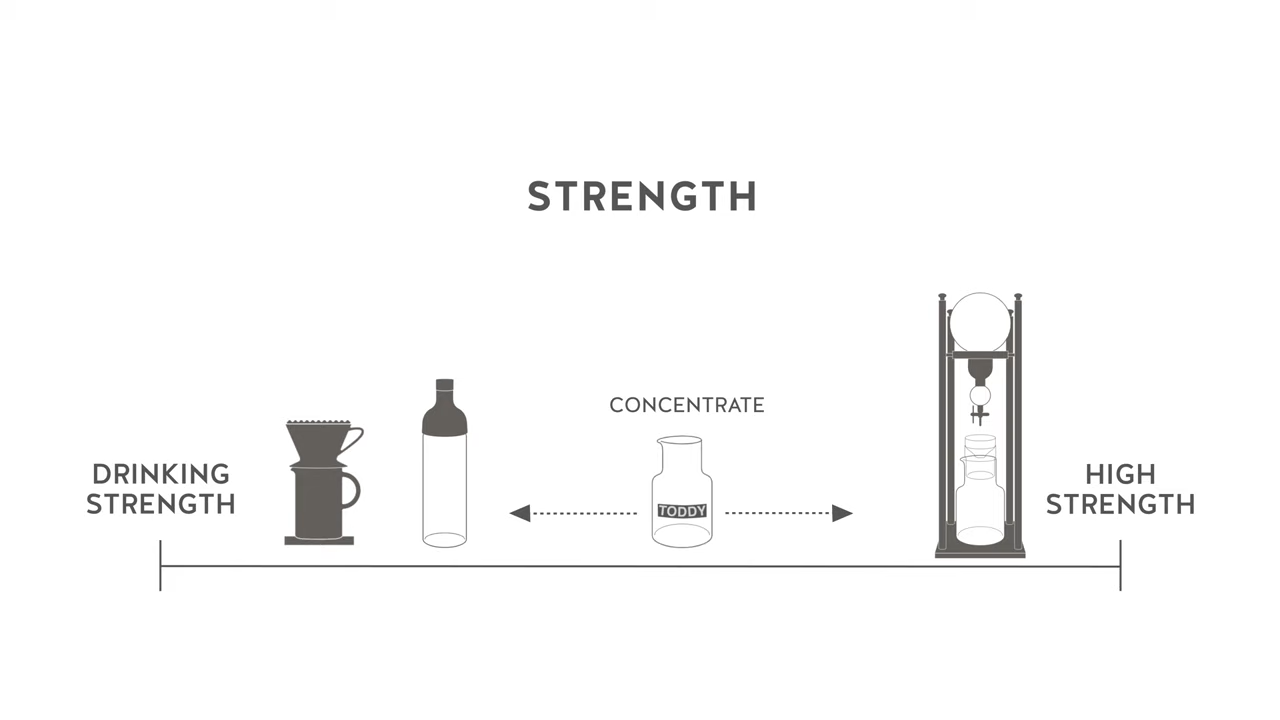 STRENGTH
CONCENTRATE
DRINKING
STRENGTH
TODDY
HIGH
STRENGTH